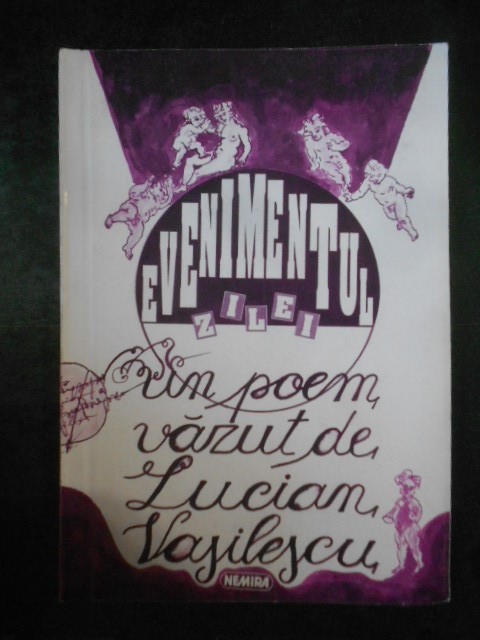 EVENIMENTUL
ZILEI
un poem,
văzut de,
Lucian,
Vasilescu,
NEMIRA